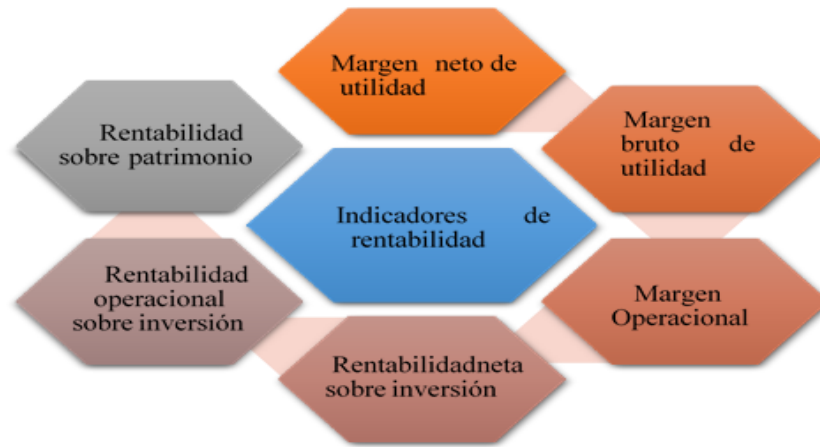 Margen neto de
utilidad
Margen
bruto de
utilidad
Margen
Operacional
Rentabilidadneta
sobre inversión
Rentabilidad
operacional
sobre inversión
Rentabilidad
sobre patrimonio
Indicadores de
rentabilidad